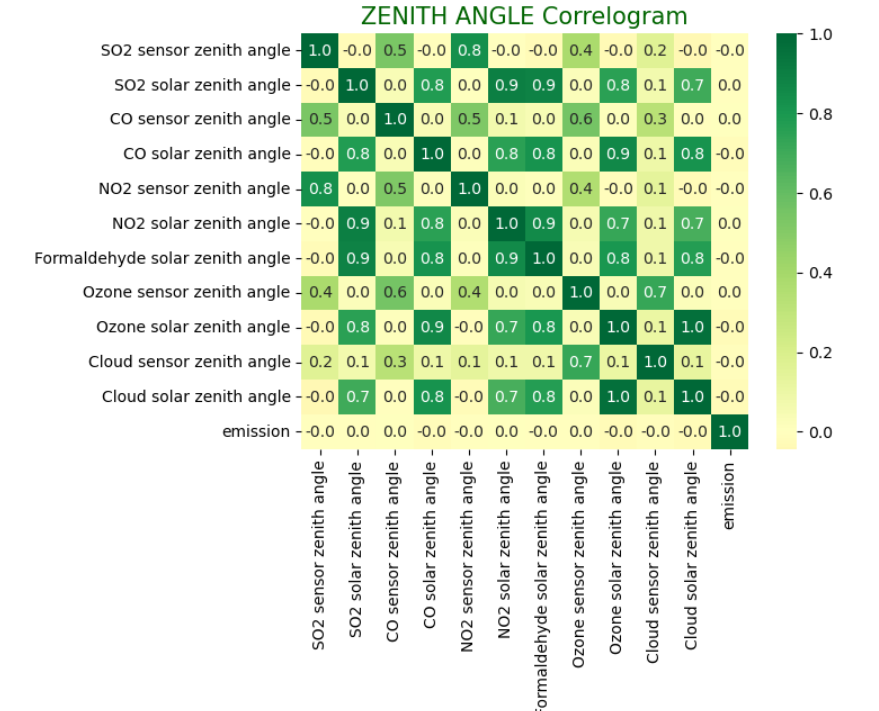 ZENITH ANGLE Correlogram
SO2 sensor zenith angle 1.0 -0.0 0.5 -0.0 0.8 -0.0 -0.0 0.4 -0.0 0.2 -0.0 -0.0
SO2 solar zenith angle -0.0 1.0 0.0 0.8 0.0 0.9 0.9 0.0 0.8 0.1 0.7 0.0
CO sensor zenith angle 0.5 0.0 1.0 0.0 0.5 0.1 0.0 0.6 0.0 0.3 0.0 0.0
CO solar zenith angle -0.0 0.8 0.0 1.0 0.0 0.8 0.8 0.0 0.9 0.1 0.8 -0.0
NO2 sensor zenith angle 0.8 0.0 0.5 0.0 1.0 0.0 0.0 0.4 -0.0 0.1 -0.0 -0.0
NO2 solar zenith angle -0.0 0.9 0.1 0.8 0.0 1.0 0.9 0.0 0.7 0.1 0.7 0.0
Formaldehyde solar zenith angle -0.0 0.9 0.0 0.8 0.0 0.9 1.0 0.0 0.8 0.1 0.8 -0.0
Ozone sensor zenith angle 0.4 0.0 0.6 0.0 0.4 0.0 0.0 1.0 0.0 0.7 0.0 0.0
Ozone solar zenith angle -0.0 0.8 0.0 0.9 -0.0 0.7 0.8 0.0 1.0 0.1 1.0 -0.0
Cloud sensor zenith angle 0.2 0.1 0.3 0.1 0.1 0.1 0.1 0.7 0.1 1.0 0.1 -0.0
Cloud solar zenith angle -0.0 0.7 0.0 0.8 -0.0 0.7 0.8 0.0 1.0 0.1 1.0 -0.0
emission -0.0 0.0 0.0 -0.0 -0.0 0.0 -0.0 0.0 -0.0 -0.0 -0.0 1.0
SO2 sensor zenith angle
SO2 solar zenith angle
CO sensor zenith angle
CO solar zenith angle
NO2 sensor zenith angle
NO2 solar zenith angle
ormaldehyde solar zenith angle
Ozone sensor zenith angle
Ozone solar zenith angle
Cloud sensor zenith angle
Cloud solar zenith angle
emission
1.0
0.8
0.6
0.4
0.2
0.0